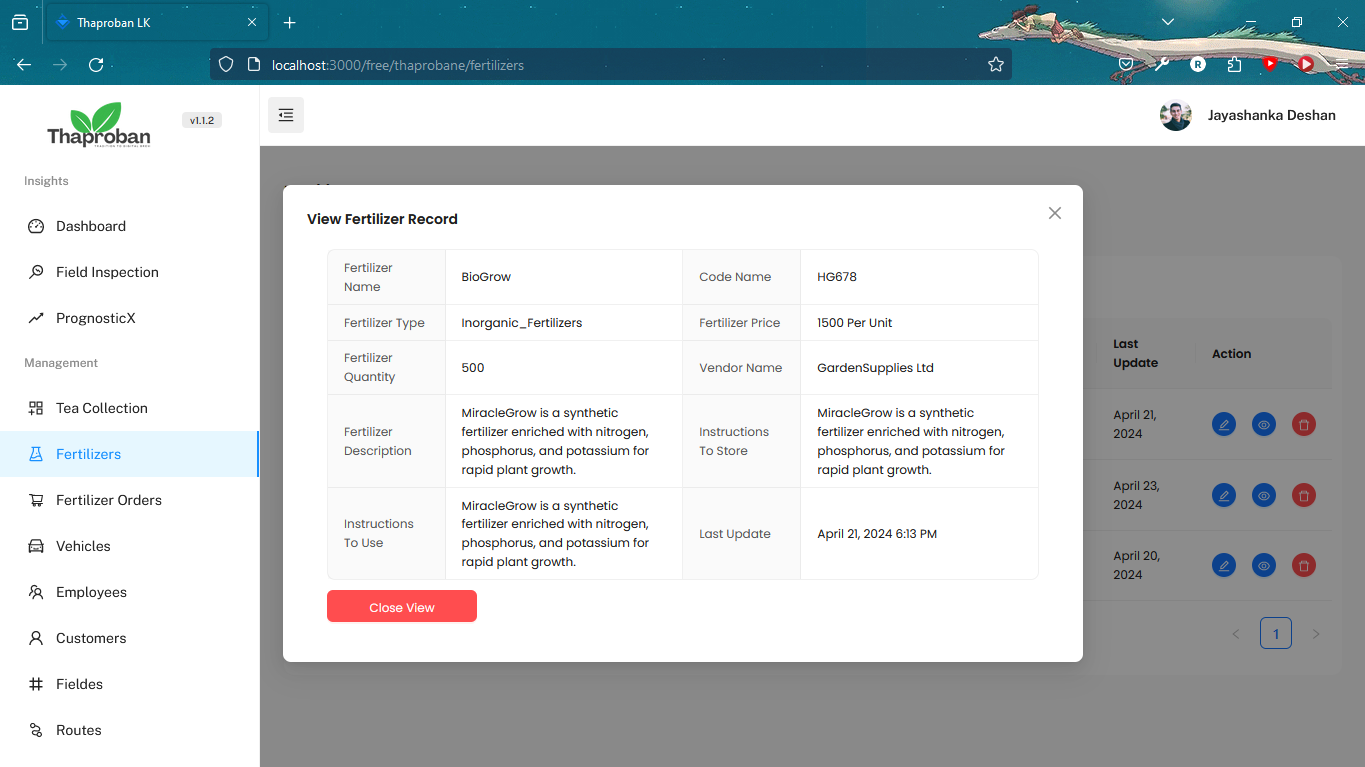 Thaproban LK
localhost:3000/free/thaprobane/fertilizers
R
Thaproban
v1.1.2
Jayashanka Deshan
Insights
Dashboard
Field Inspection
PrognosticX
Management
Tea Collection
Fertilizers
Fertilizer Orders
Vehicles
Employees
Customers
Fieldes
Routes
View Fertilizer Record
Fertilizer
Name
BioGrow
Code Name
HG678
Fertilizer Type
Inorganic_Fertilizers
Fertilizer Price
1500 Per Unit
Fertilizer
Quantity
500
Vendor Name
GardenSupplies Ltd
Fertilizer
Description
MiracleGrow is a synthetic
fertilizer enriched with nitrogen,
phosphorus, and potassium for
rapid plant growth.
Instructions
To Store
MiracleGrow is a synthetic
fertilizer enriched with nitrogen,
phosphorus, and potassium for
rapid plant growth.
Instructions
To Use
MiracleGrow is a synthetic
fertilizer enriched with nitrogen,
phosphorus, and potassium for
rapid plant growth.
Last Update
April 21, 2024 6:13 PM
Close View
Last
Update
Action
April 21,
2024
April 23,
2024
April 20,
2024
1